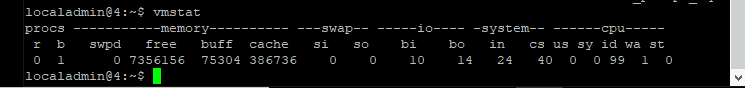 localadmin@4:~$ vmstat
procs -----------memory---------- ---swap-- -----io---- -system-- ------cpu-----
 r  b   swpd   free   buff  cache   si   so    bi    bo   in   cs us sy id wa st
 0  1      0 7356156  75304 386736    0    0    10    14   24   40  0  0 99  1  0
localadmin@4:~$